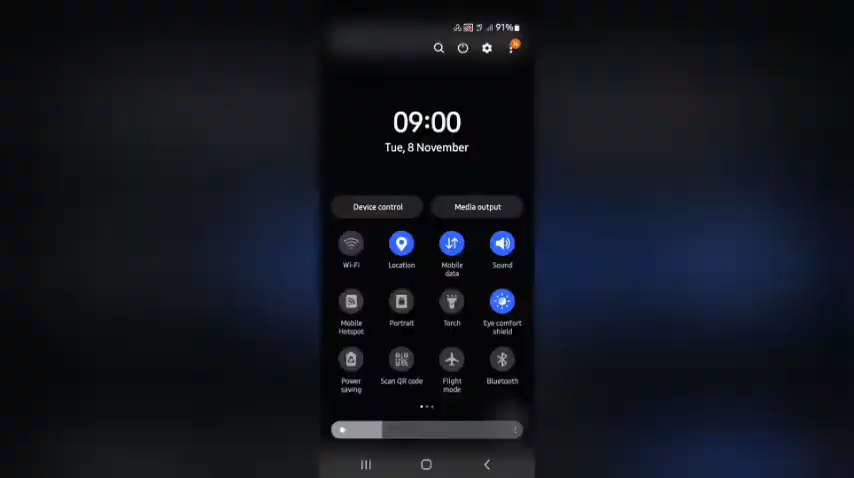 91%
09:00
Tue, 8 November
Device control
Media output
Wi-Fi
Location
Mobile
data
Sound
Mobile
Hotspot
Portrait
Torch
Eye comfort
shield
Power
saving
Scan QR code
Flight
mode
Bluetooth